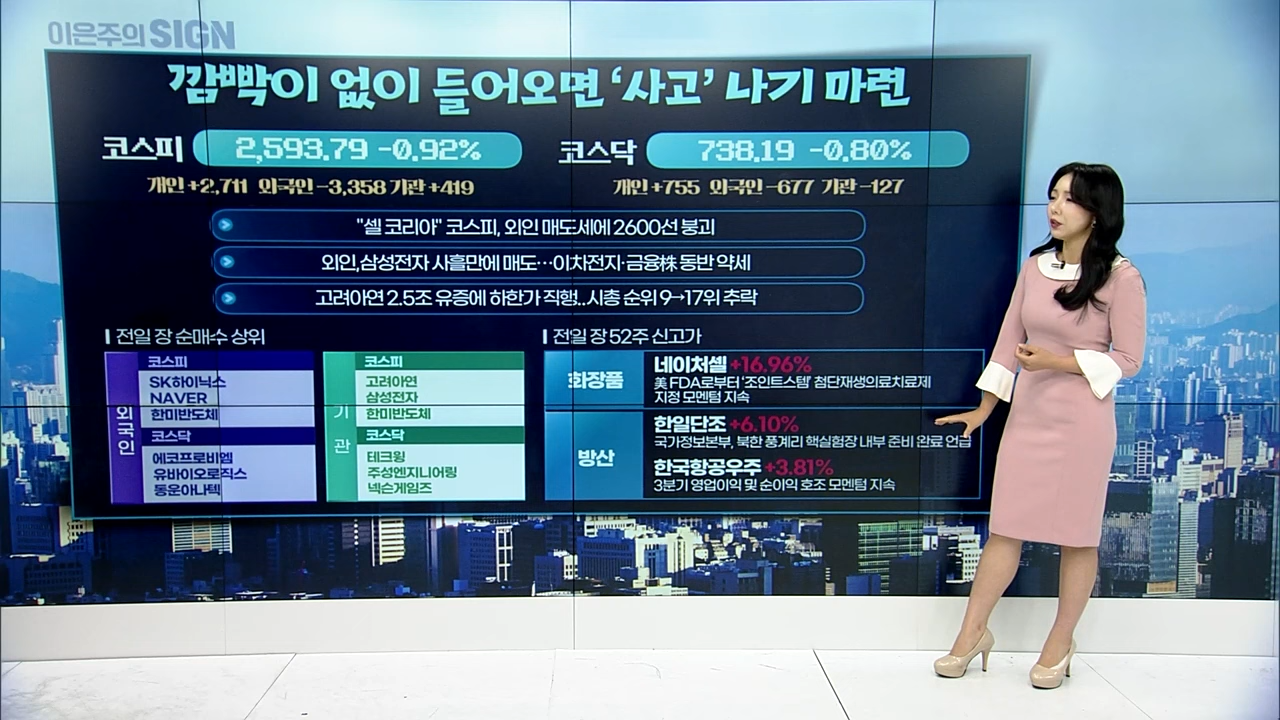 이은주의 SIGN
깜빡이 없이 들어오면 ‘사고’ 나기 마련
코스피 2,593.79 -0.92%
개인 +2,711 외국인 -3,358 기관 +419
코스닥 738.19 -0.80%
개인 +755 외국인 -677 기관 -127
"셀 코리아" 코스피, 외인 매도세에 2600선 붕괴
외인,삼성전자 사흘만에 매도…이차전지·금융株 동반 약세
고려아연 2.5조 유증에 하한가 직행..시총 순위 9→17위 추락
전일 장 순매수 상위
외국인
코스피
SK하이닉스
NAVER
한미반도체
코스닥
에코프로비엠
유바이오로직스
동운아나텍
기관
코스피
고려아연
삼성전자
한미반도체
코스닥
테크윙
주성엔지니어링
넥슨게임즈
전일 장 52주 신고가
화장품
네이처셀 +16.96%
美 FDA로부터 ‘조인트스템’ 첨단재생의료치료제
지정 모멘텀 지속
방산
한일단조 +6.10%
국가정보본부, 북한 풍계리 핵실험장 내부 준비 완료 언급
한국항공우주 +3.81%
3분기 영업이익 및 순이익 호조 모멘텀 지속